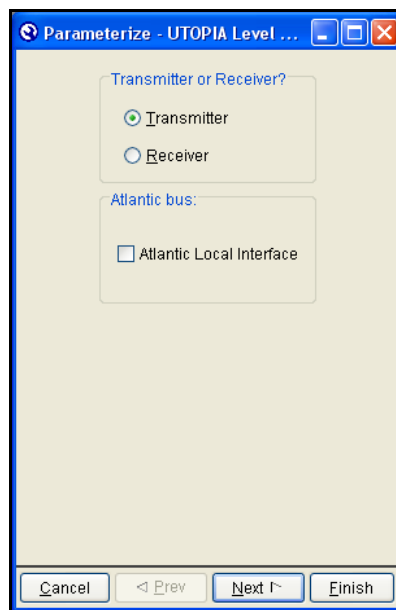 Parameterize - UTOPIA Level ...
Transmitter or Receiver?
Transmitter
Receiver
Atlantic bus:
Atlantic Local Interface
Cancel Prev Next Finish